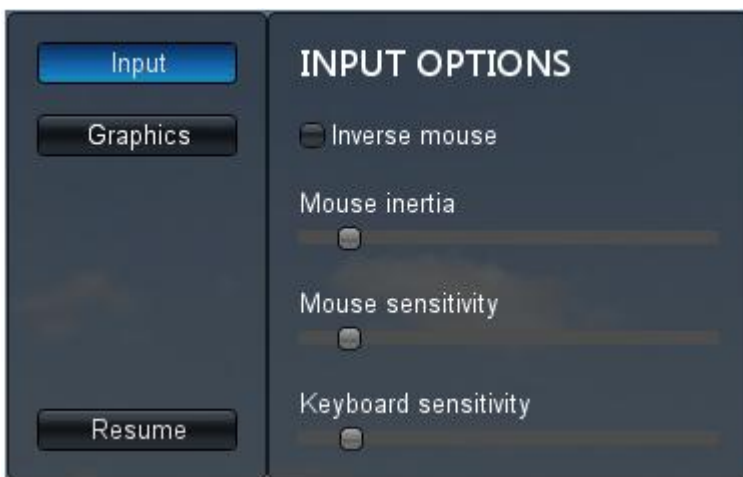 Input
Graphics
Resume
INPUT OPTIONS
Inverse mouse
Mouse inertia
Mouse sensitivity
Keyboard sensitivity